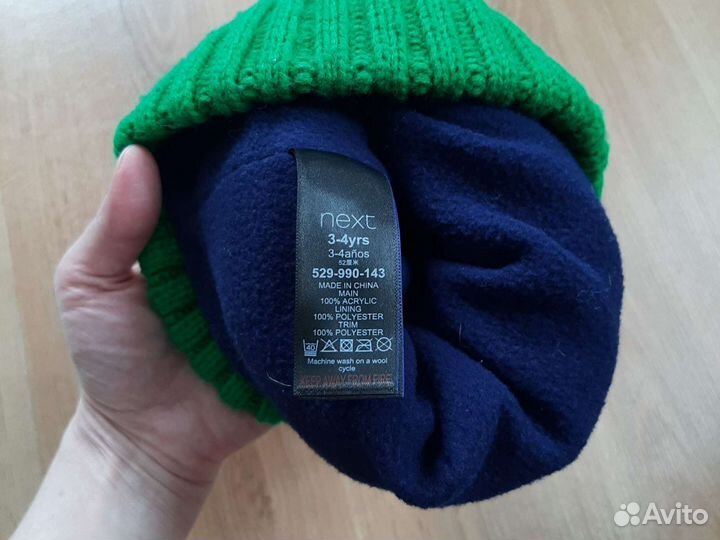 next
3-4yrs
3-4años
52厘米
529-990-143
MADE IN CHINA
MAIN
100% ACRYLIC
LINING
100% POLYESTER
TRIM
100% POLYESTER
40
Machine wash on a wool
cycle
KEEP AWAY FROM FIRE
Avito